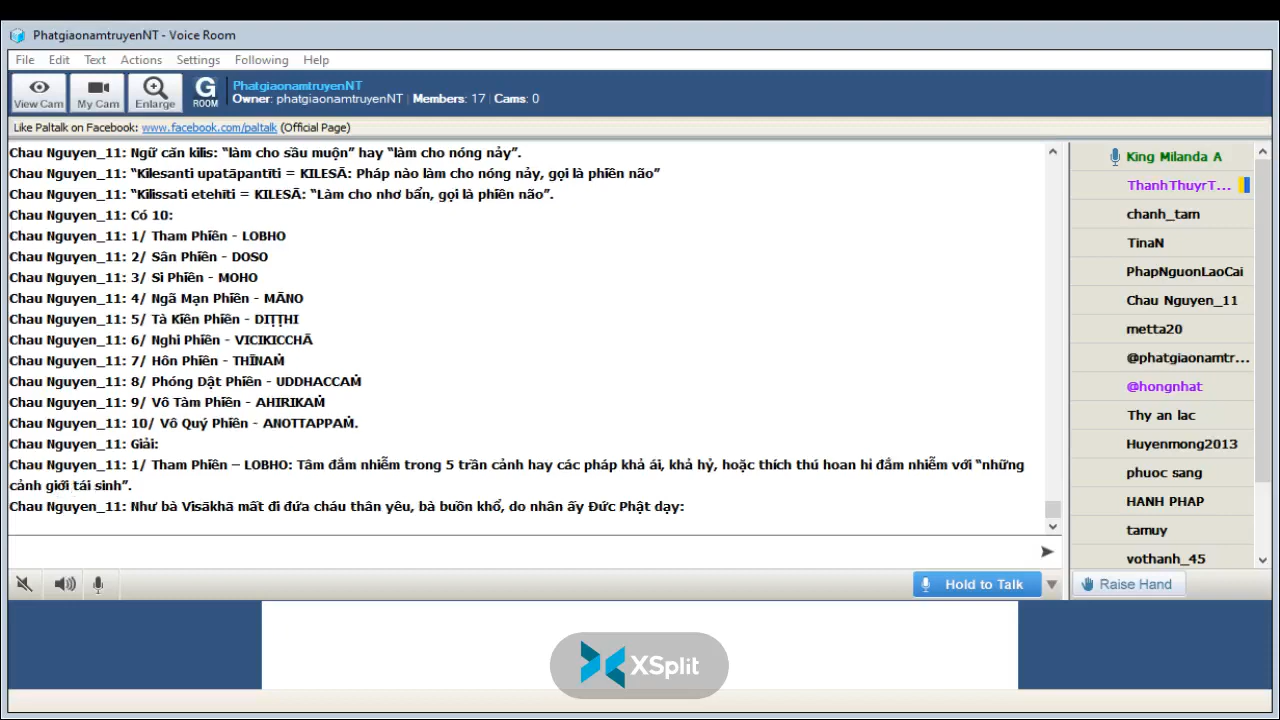 PhatgiaonamtruyenNT - Voice Room
File Edit Text Actions Settings Following Help
View Cam My Cam Enlarge G ROOM
PhatgiaonamtruyenNT
Owner: phatgiaonamtruyenNT | Members: 17 | Cams: 0
Like Paltalk on Facebook: www.facebook.com/paltalk (Official Page)
Chau Nguyen_11: Ngữ căn kilis: “làm cho sầu muộn” hay “làm cho nóng nảy”.
Chau Nguyen_11: “Kilesanti upatāpantīti = KILESĀ: Pháp nào làm cho nóng nảy, gọi là phiền não”
Chau Nguyen_11: “Kilissati etehīti = KILESĀ: “Làm cho nhơ bẩn, gọi là phiền não”.
Chau Nguyen_11: Có 10:
Chau Nguyen_11: 1/ Tham Phiền - LOBHO
Chau Nguyen_11: 2/ Sân Phiền - DOSO
Chau Nguyen_11: 3/ Si Phiền - MOHO
Chau Nguyen_11: 4/ Ngã Mạn Phiền - MĀNO
Chau Nguyen_11: 5/ Tà Kiến Phiền - DIṬṬHI
Chau Nguyen_11: 6/ Nghi Phiền - VICIKICCHĀ
Chau Nguyen_11: 7/ Hôn Phiền - THĪNAṀ
Chau Nguyen_11: 8/ Phóng Dật Phiền - UDDHACCAṀ
Chau Nguyen_11: 9/ Vô Tàm Phiền - AHIRIKAṀ
Chau Nguyen_11: 10/ Vô Quý Phiền - ANOTTAPPAṀ.
Chau Nguyen_11: Giải:
Chau Nguyen_11: 1/ Tham Phiền – LOBHO: Tâm đắm nhiễm trong 5 trần cảnh hay các pháp khả ái, khả hỷ, hoặc thích thú hoan hỉ đắm nhiễm với “những
cảnh giới tái sinh”.
Chau Nguyen_11: Như bà Visākhā mất đi đứa cháu thân yêu, bà buồn khổ, do nhân ấy Đức Phật dạy:
King Milanda A
ThanhThuyrT...
chanh_tam
TinaN
PhapNguonLaoCai
Chau Nguyen_11
metta20
@phatgiaonamtr...
@hongnhat
Thy an lac
Huyenmong2013
phuoc sang
HANH PHAP
tamuy
vothanh_45
Hold to Talk
Raise Hand
XSplit